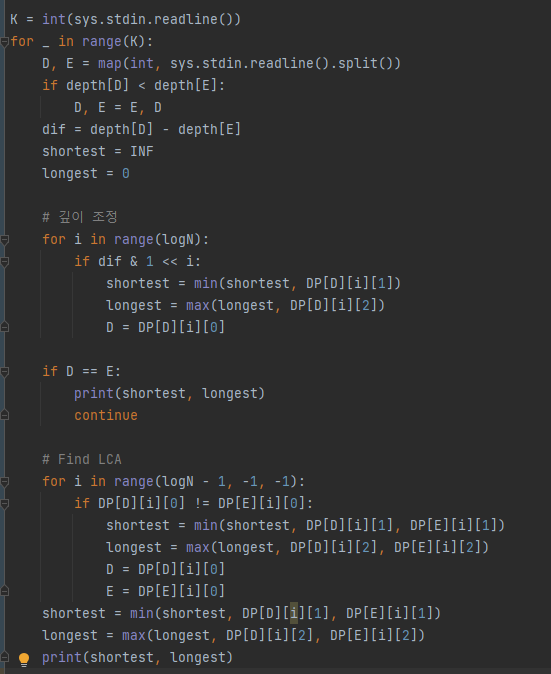 K = int(sys.stdin.readline())
for _ in range(K):
    D, E = map(int, sys.stdin.readline().split())
    if depth[D] < depth[E]:
        D, E = E, D
    dif = depth[D] - depth[E]
    shortest = INF
    longest = 0

    # 깊이 조정
    for i in range(logN):
        if dif & 1 << i:
            shortest = min(shortest, DP[D][i][1])
            longest = max(longest, DP[D][i][2])
            D = DP[D][i][0]

    if D == E:
        print(shortest, longest)
        continue

    # Find LCA
    for i in range(logN - 1, -1, -1):
        if DP[D][i][0] != DP[E][i][0]:
            shortest = min(shortest, DP[D][i][1], DP[E][i][1])
            longest = max(longest, DP[D][i][2], DP[E][i][2])
            D = DP[D][i][0]
            E = DP[E][i][0]
    shortest = min(shortest, DP[D][i][1], DP[E][i][1])
    longest = max(longest, DP[D][i][2], DP[E][i][2])
    print(shortest, longest)